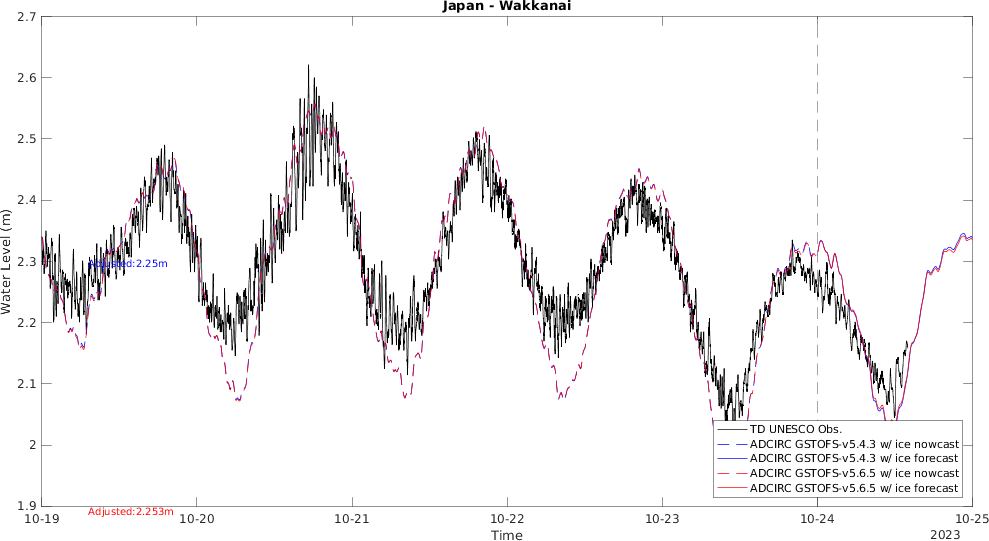 Japan - Wakkanai
2.7
2.6
2.5
2.4
2.3
2.2
2.1
2
1.9
Water Level (m)
Adjusted:2.25m
Adjusted:2.253m
TD UNESCO Obs.
ADCIRC GSTOFS-v5.4.3 w/ ice nowcast
ADCIRC GSTOFS-v5.4.3 w/ ice forecast
ADCIRC GSTOFS-v5.6.5 w/ ice nowcast
ADCIRC GSTOFS-v5.6.5 w/ ice forecast
10-19 10-20 10-21 10-22 10-23 10-24 10-25
Time
2023